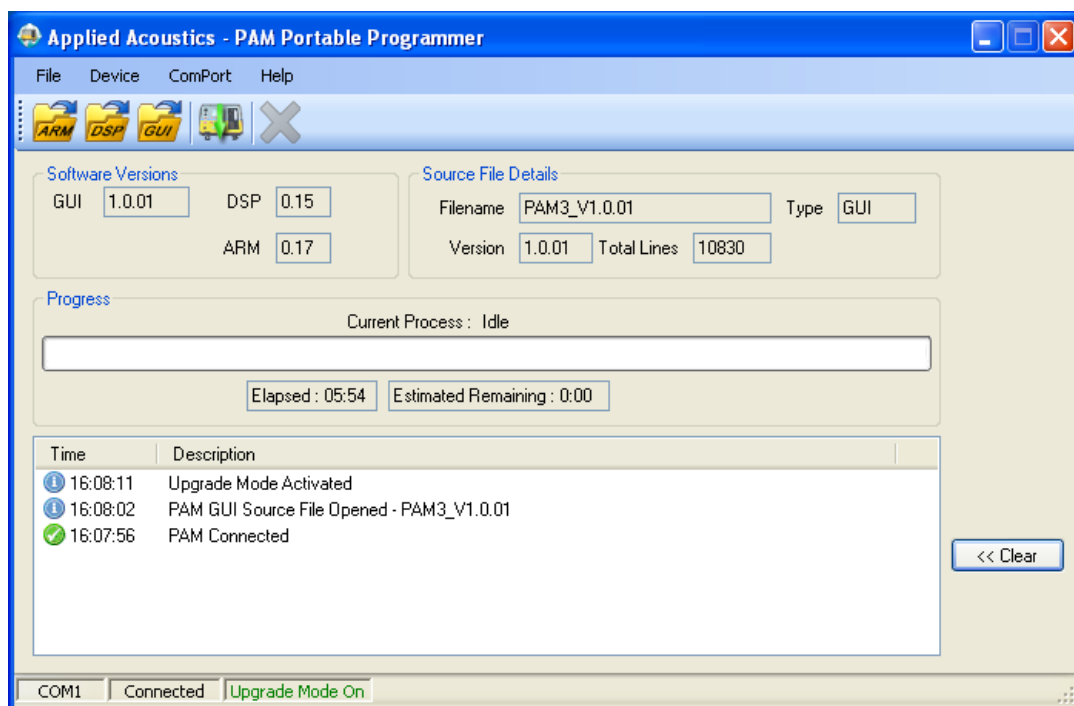 Applied Acoustics - PAM Portable Programmer
File Device ComPort Help
ARM DSP GUI
Software Versions
GUI 1.0.01 DSP 0.15
ARM 0.17
Source File Details
Filename PAM3_V1.0.01 Type GUI
Version 1.0.01 Total Lines 10830
Progress
Current Process : Idle
Elapsed : 05:54 Estimated Remaining : 0:00
Time Description
16:08:11 Upgrade Mode Activated
16:08:02 PAM GUI Source File Opened - PAM3_V1.0.01
16:07:56 PAM Connected
<< Clear
COM1 Connected Upgrade Mode On